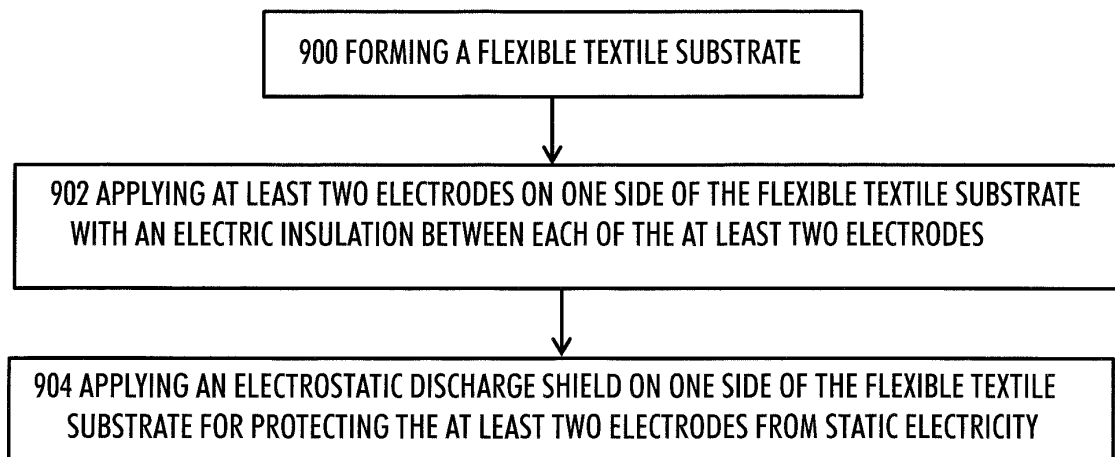 900 FORMING A FLEXIBLE TEXTILE SUBSTRATE
902 APPLYING AT LEAST TWO ELECTRODES ON ONE SIDE OF THE FLEXIBLE TEXTILE SUBSTRATE
WITH AN ELECTRIC INSULATION BETWEEN EACH OF THE AT LEAST TWO ELECTRODES
904 APPLYING AN ELECTROSTATIC DISCHARGE SHIELD ON ONE SIDE OF THE FLEXIBLE TEXTILE
SUBSTRATE FOR PROTECTING THE AT LEAST TWO ELECTRODES FROM STATIC ELECTRICITY